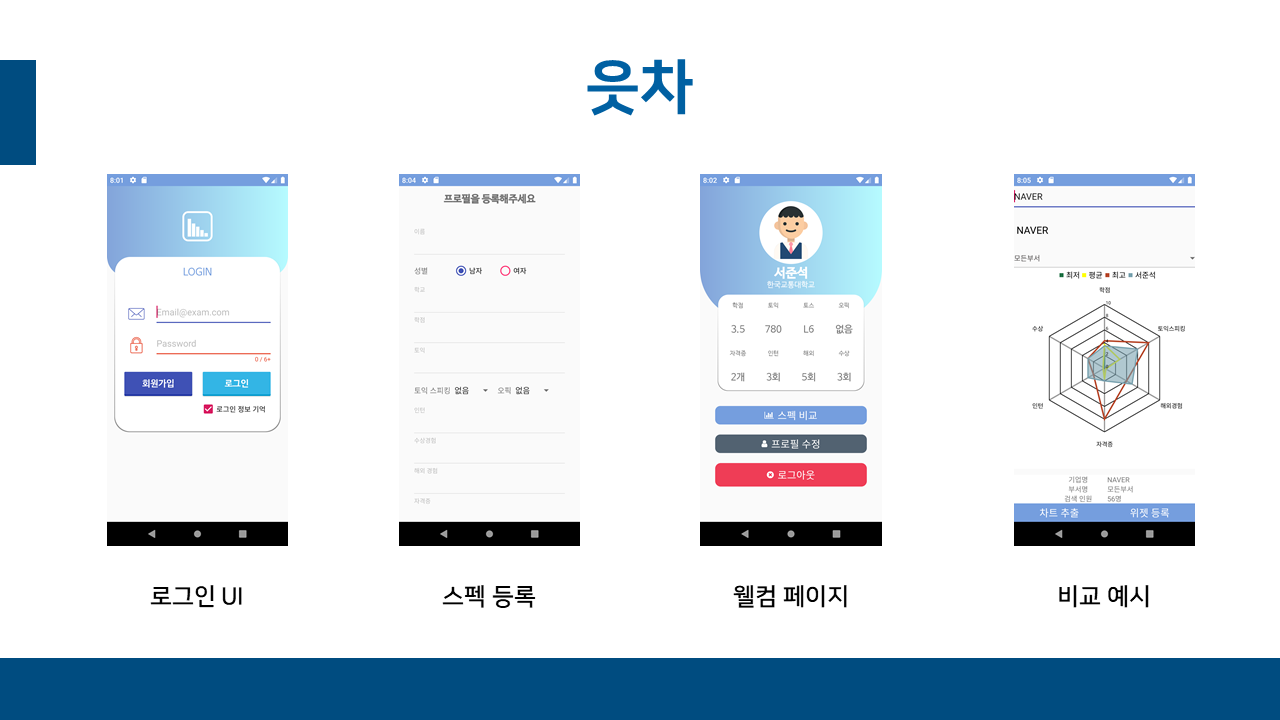 웃차
8:01
LOGIN
Email@exam.com
Password
0 / 6+
회원가입
로그인
로그인 정보 기억
로그인 UI
8:04
프로필을 등록해주세요
이름
성별 남자 여자
학교
학점
토익
토익 스피킹 없음 오픽 없음
인턴
수상경험
해외 경험
자격증
스펙 등록
8:02
서준석
한국교통대학교
학점 토익 토스 오픽
3.5 780 L6 없음
자격증 인턴 해외 수상
2개 3회 5회 3회
스펙 비교
프로필 수정
로그아웃
웰컴 페이지
8:05
NAVER
NAVER
모든부서
최저 평균 최고 서준석
학점
10
수상
토익스피킹
인턴
해외경험
자격증
기업명 NAVER
부서명 모든부서
검색 인원 56명
차트 추출 위젯 등록
비교 예시